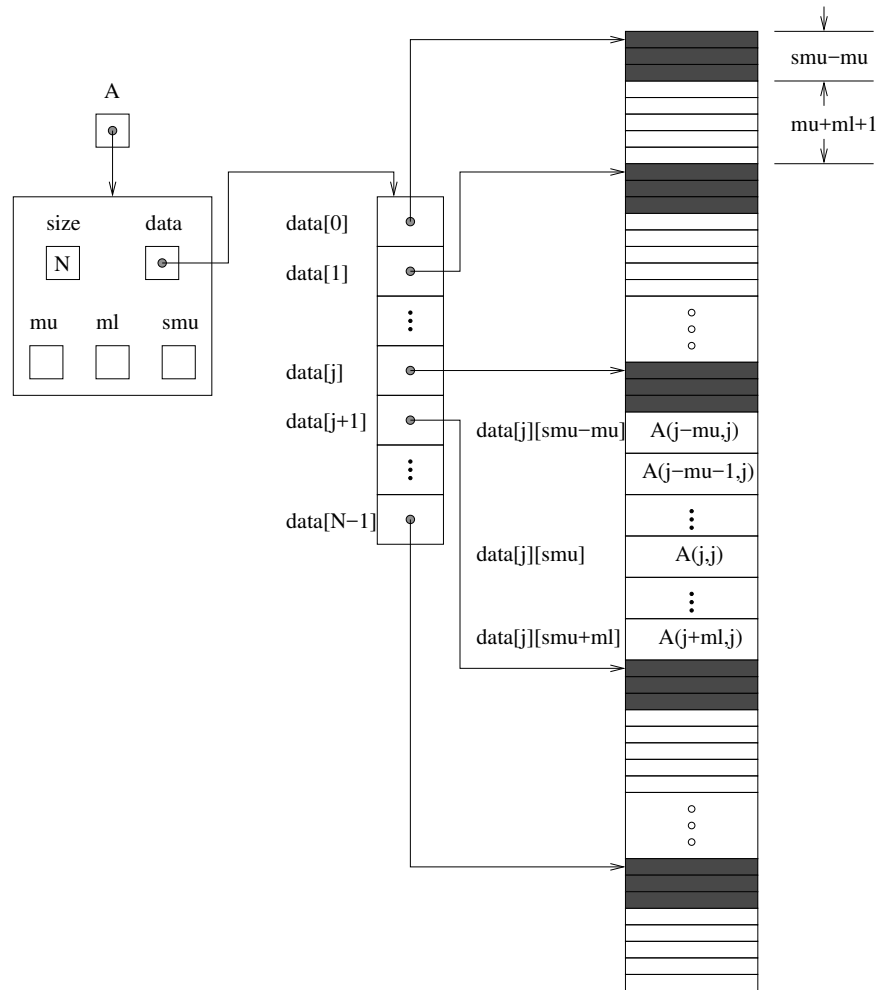 A
size data
N
mu ml smu
data[0]
data[1]
data[j]
data[j+1]
data[N−1]
data[j][smu−mu]
data[j][smu]
data[j][smu+ml]
A(j−mu,j)
A(j−mu−1,j)
A(j,j)
A(j+ml,j)
smu−mu
mu+ml+1